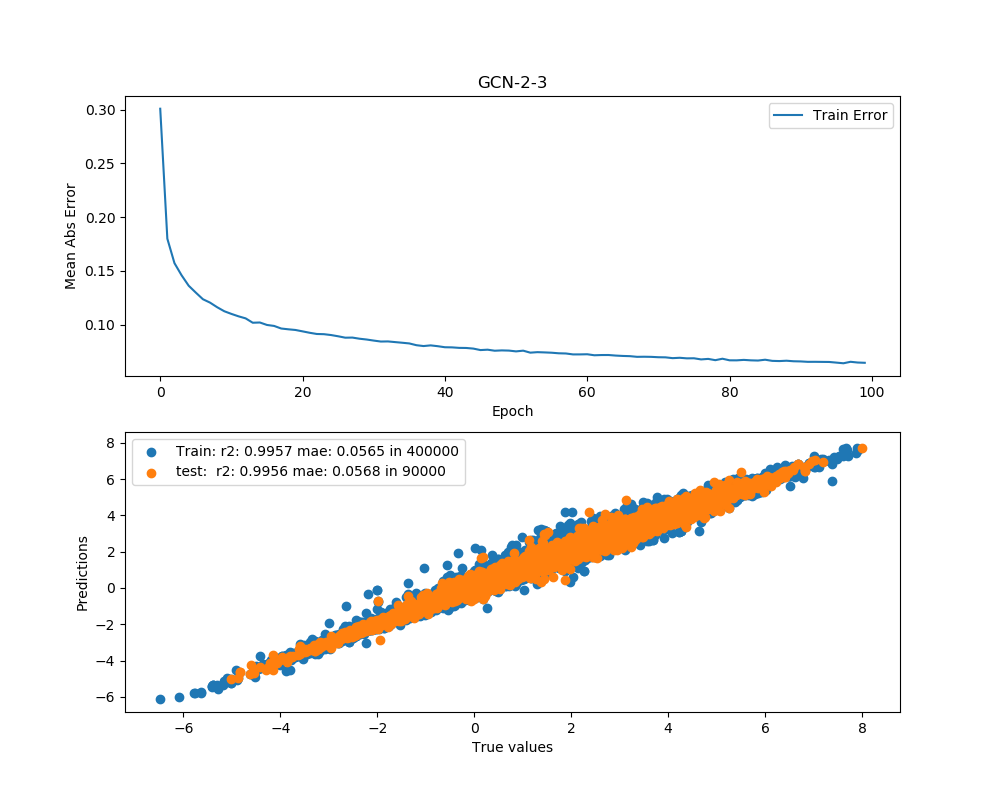 GCN-2-3
0.30
0.25
0.20
0.15
0.10
Mean Abs Error
Train Error
0 20 40 60 80 100
Epoch
8
6
4
2
0
−2
−4
−6
Predictions
Train: r2: 0.9957 mae: 0.0565 in 400000
test: r2: 0.9956 mae: 0.0568 in 90000
−6 −4 −2 0 2 4 6 8
True values